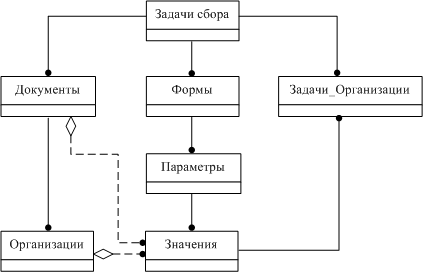 Задачи сбора
Документы
Формы
Задачи_Организации
Параметры
Организации
Значения